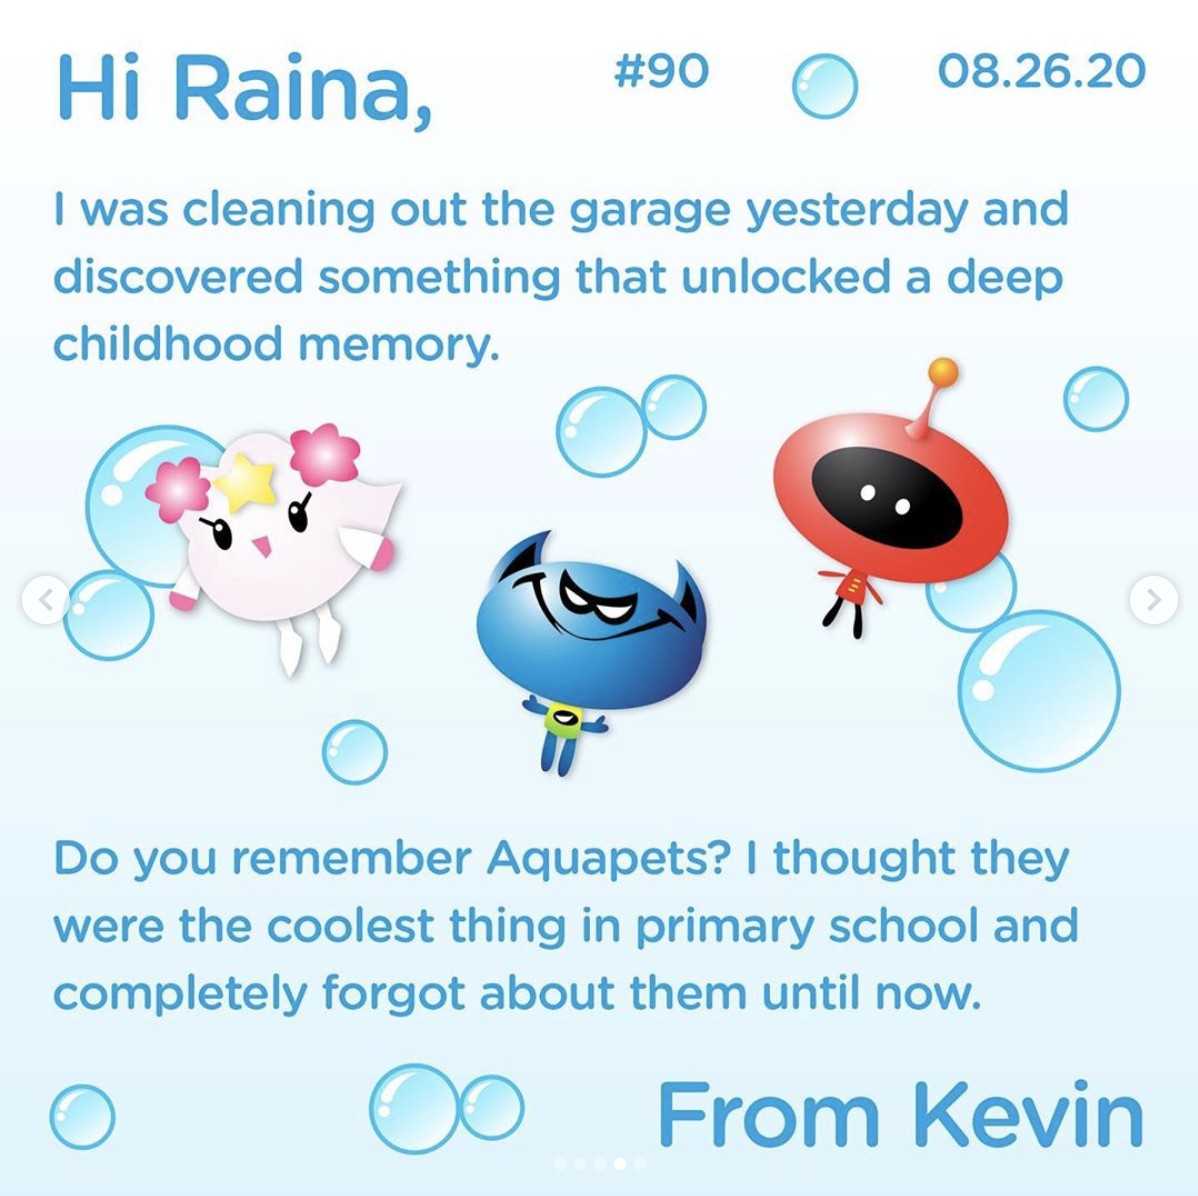 Hi Raina,
#90
08.26.20
I was cleaning out the garage yesterday and
discovered something that unlocked a deep
childhood memory.
Do you remember Aquapets? I thought they
were the coolest thing in primary school and
completely forgot about them until now.
From Kevin